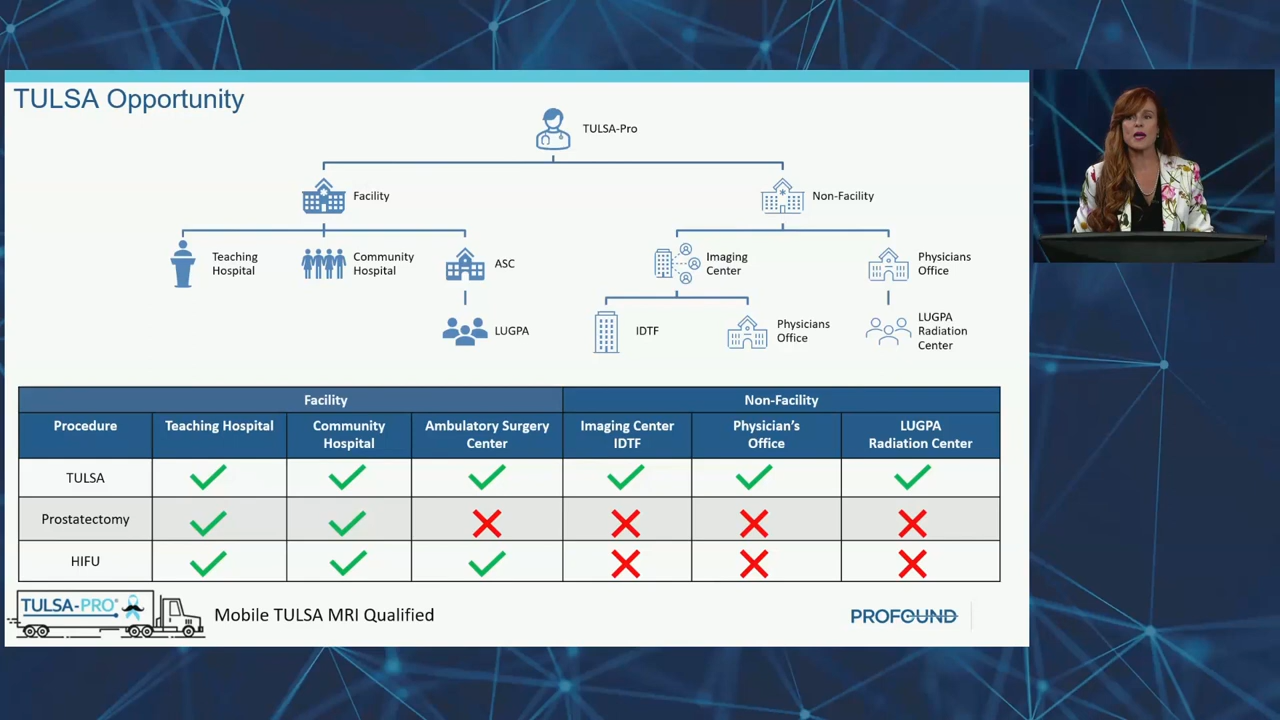 TULSA Opportunity
TULSA-Pro
Facility
Non-Facility
Teaching
Hospital
Community
Hospital
ASC
Imaging
Center
Physicians
Office
LUGPA
IDTF
Physicians
Office
LUGPA
Radiation
Center
Facility
Non-Facility
Procedure
Teaching Hospital
Community
Hospital
Ambulatory Surgery
Center
Imaging Center
IDTF
Physician's
Office
LUGPA
Radiation Center
TULSA
Prostatectomy
HIFU
TULSA-PRO®
Mobile TULSA MRI Qualified
PROFOUND